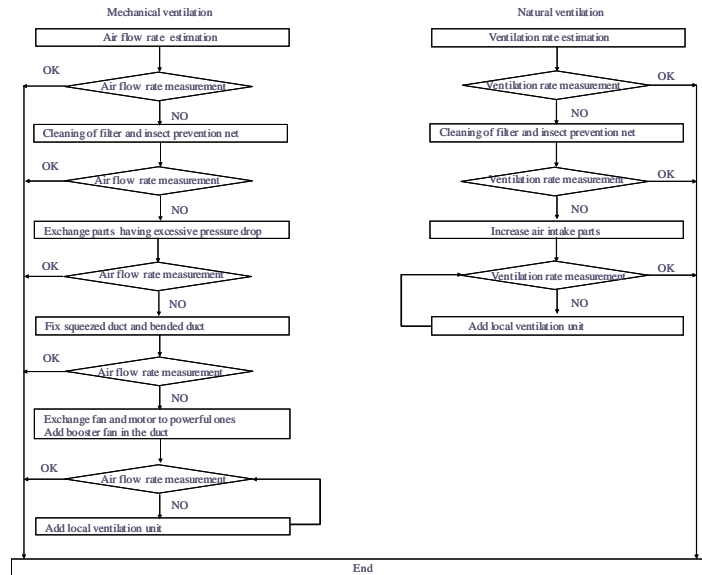 Mechanical ventilation
Air flow rate estimation
OK
Air flow rate measurement
NO
Cleaning of filter and insect prevention net
OK
Air flow rate measurement
NO
Exchange parts having excessive pressure drop
OK
Air flow rate measurement
NO
Fix squeezed duct and bended duct
OK
Air flow rate measurement
NO
Exchange fan and motor to powerful ones
Add booster fan in the duct
OK
Air flow rate measurement
NO
Add local ventilation unit
Natural ventilation
Ventilation rate estimation
Ventilation rate measurement
OK
NO
Cleaning of filter and insect prevention net
Ventilation rate measurement
OK
NO
Increase air intake parts
Ventilation rate measurement
OK
NO
Add local ventilation unit
End